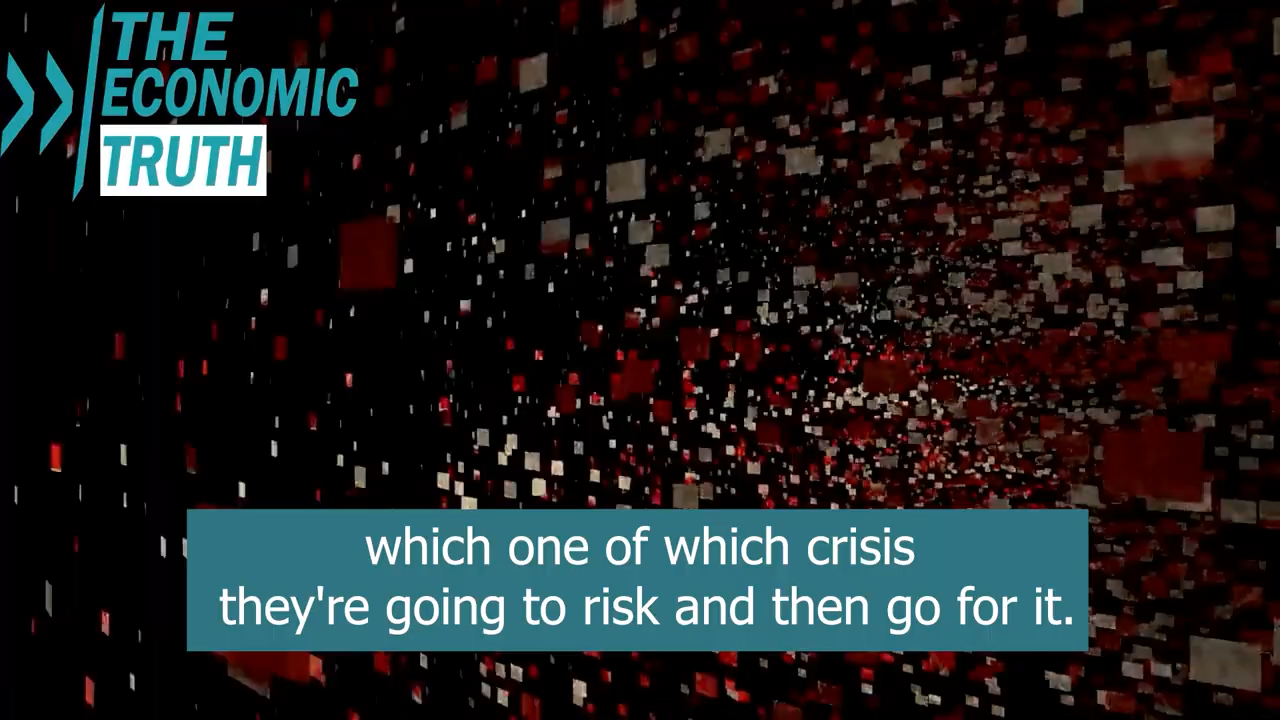 THE
ECONOMIC
TRUTH
which one of which crisis
they're going to risk and then go for it.